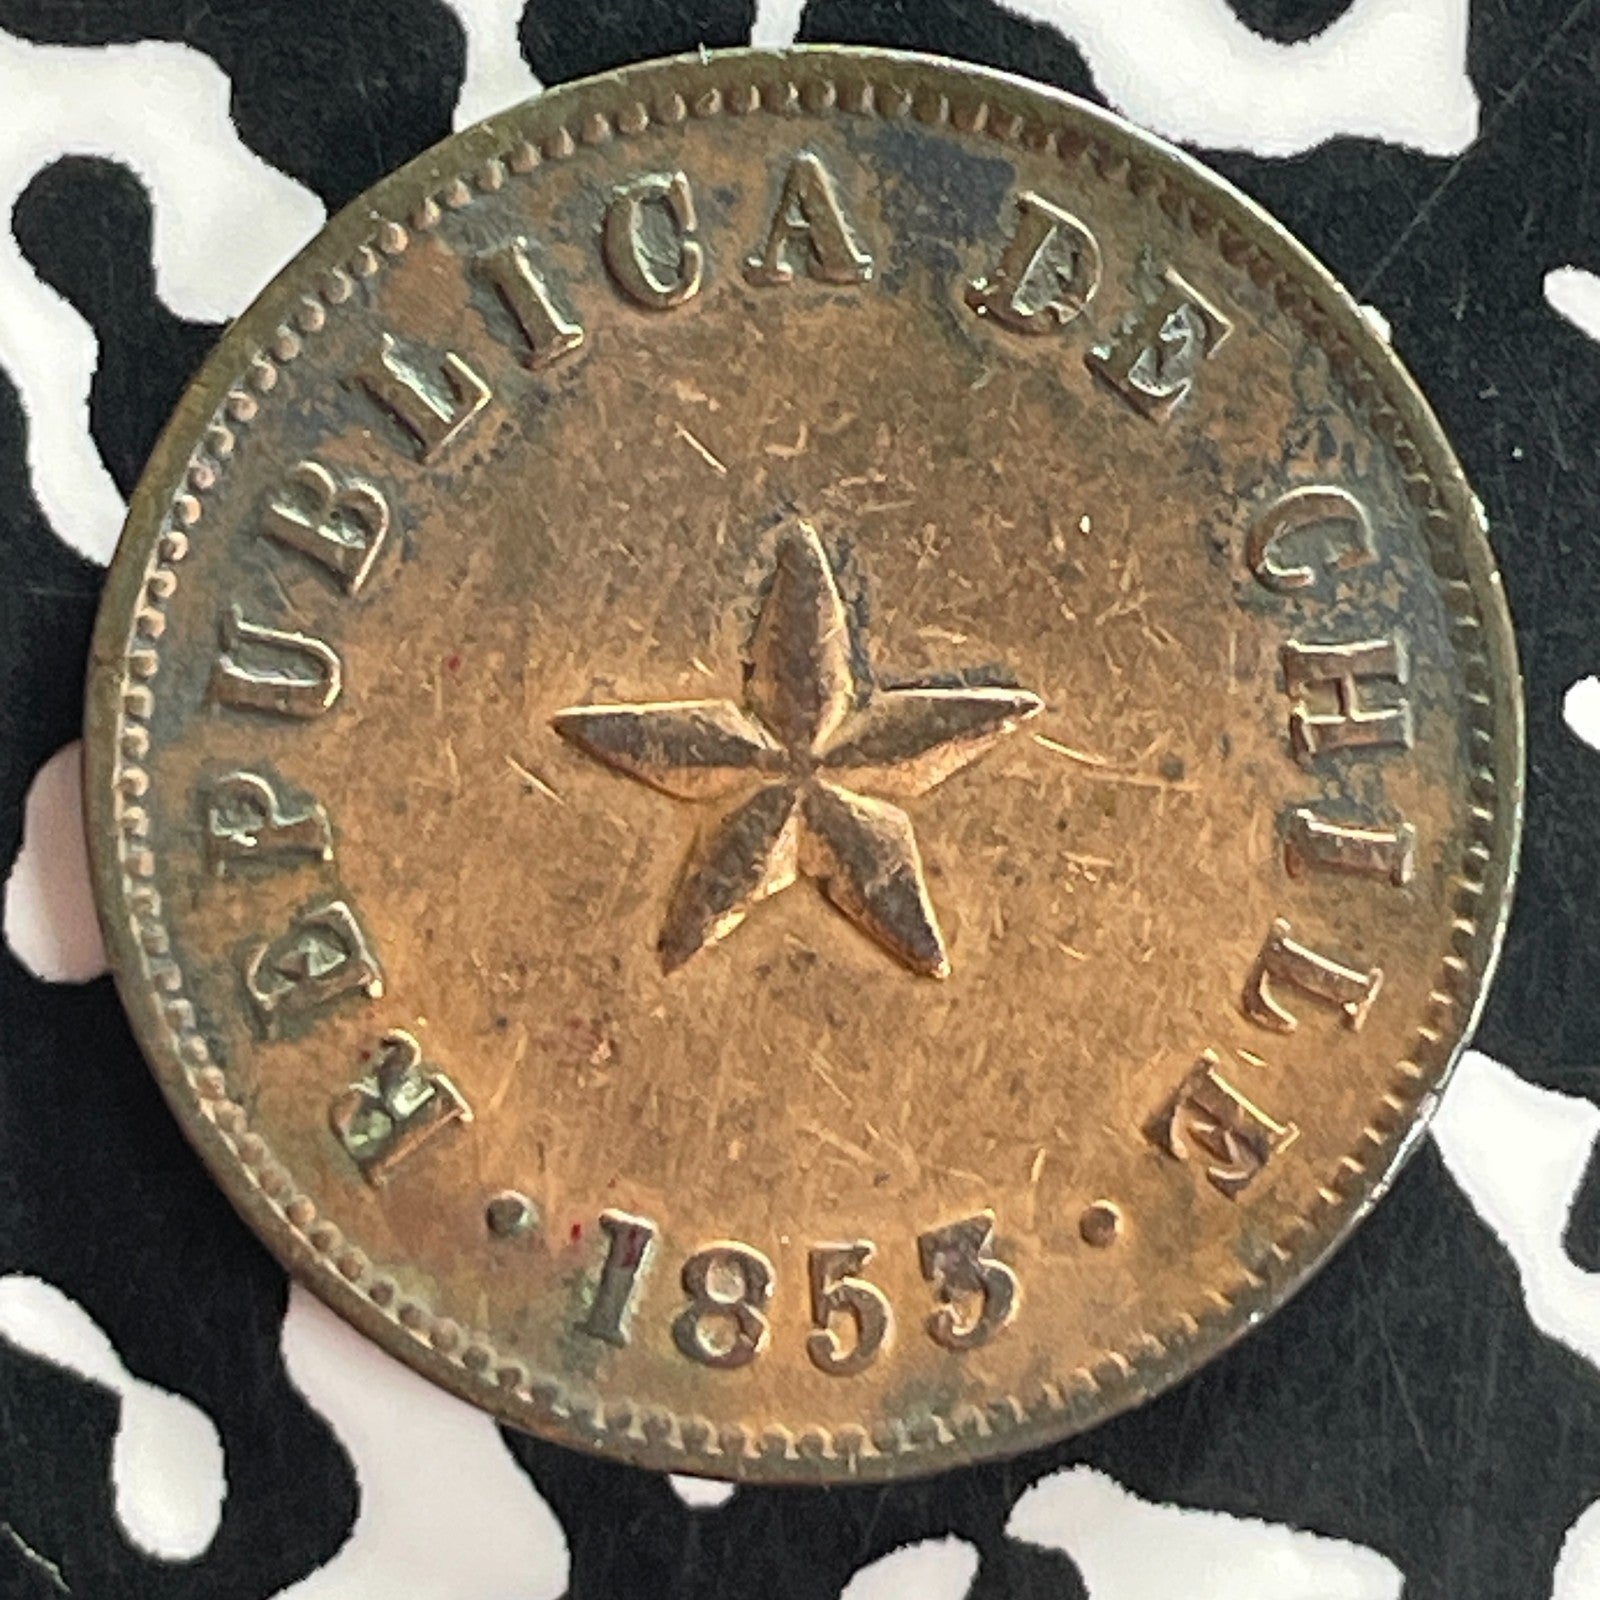 REPUBLICA DE CHILE
· 1853 ·